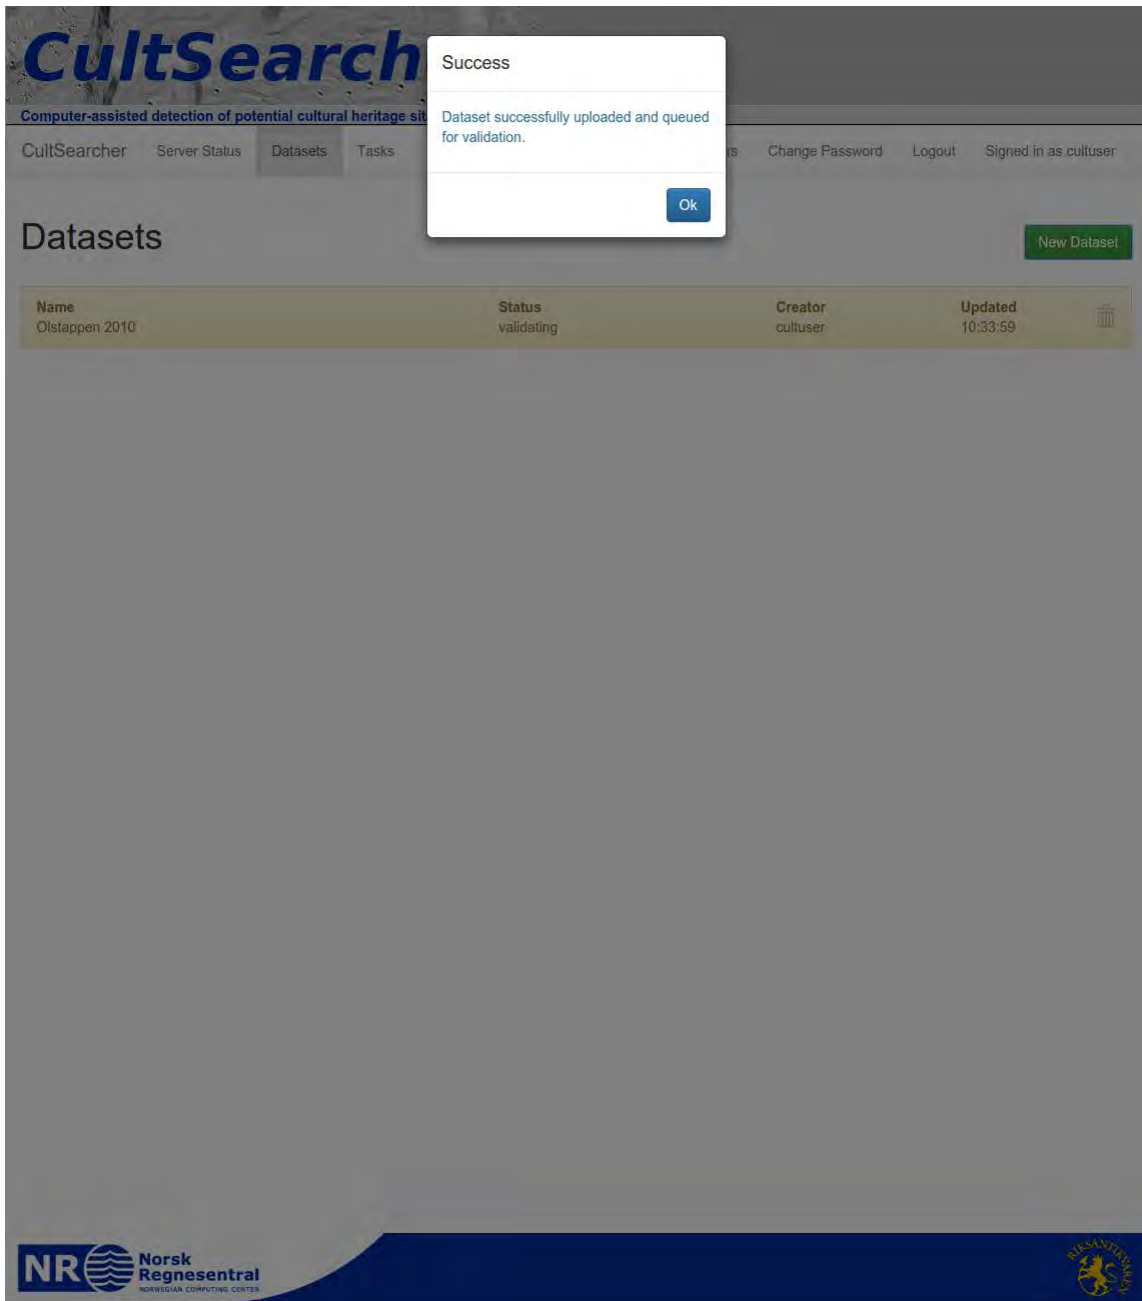 CultSearch
Success
Computer-assisted detection of potential cultural heritage sit
Dataset successfully uploaded and queued
for validation.
CultSearcher Server Status Datasets Tasks Change Password Logout Signed in as cultuser
Ok
Datasets
New Dataset
Name Status Creator Updated
Olstappen 2010 validating cultuser 10:33:59
NR Norsk
Regnesentral
NORWEGIAN COMPUTING CENTER
RIKSANTIKVAREN